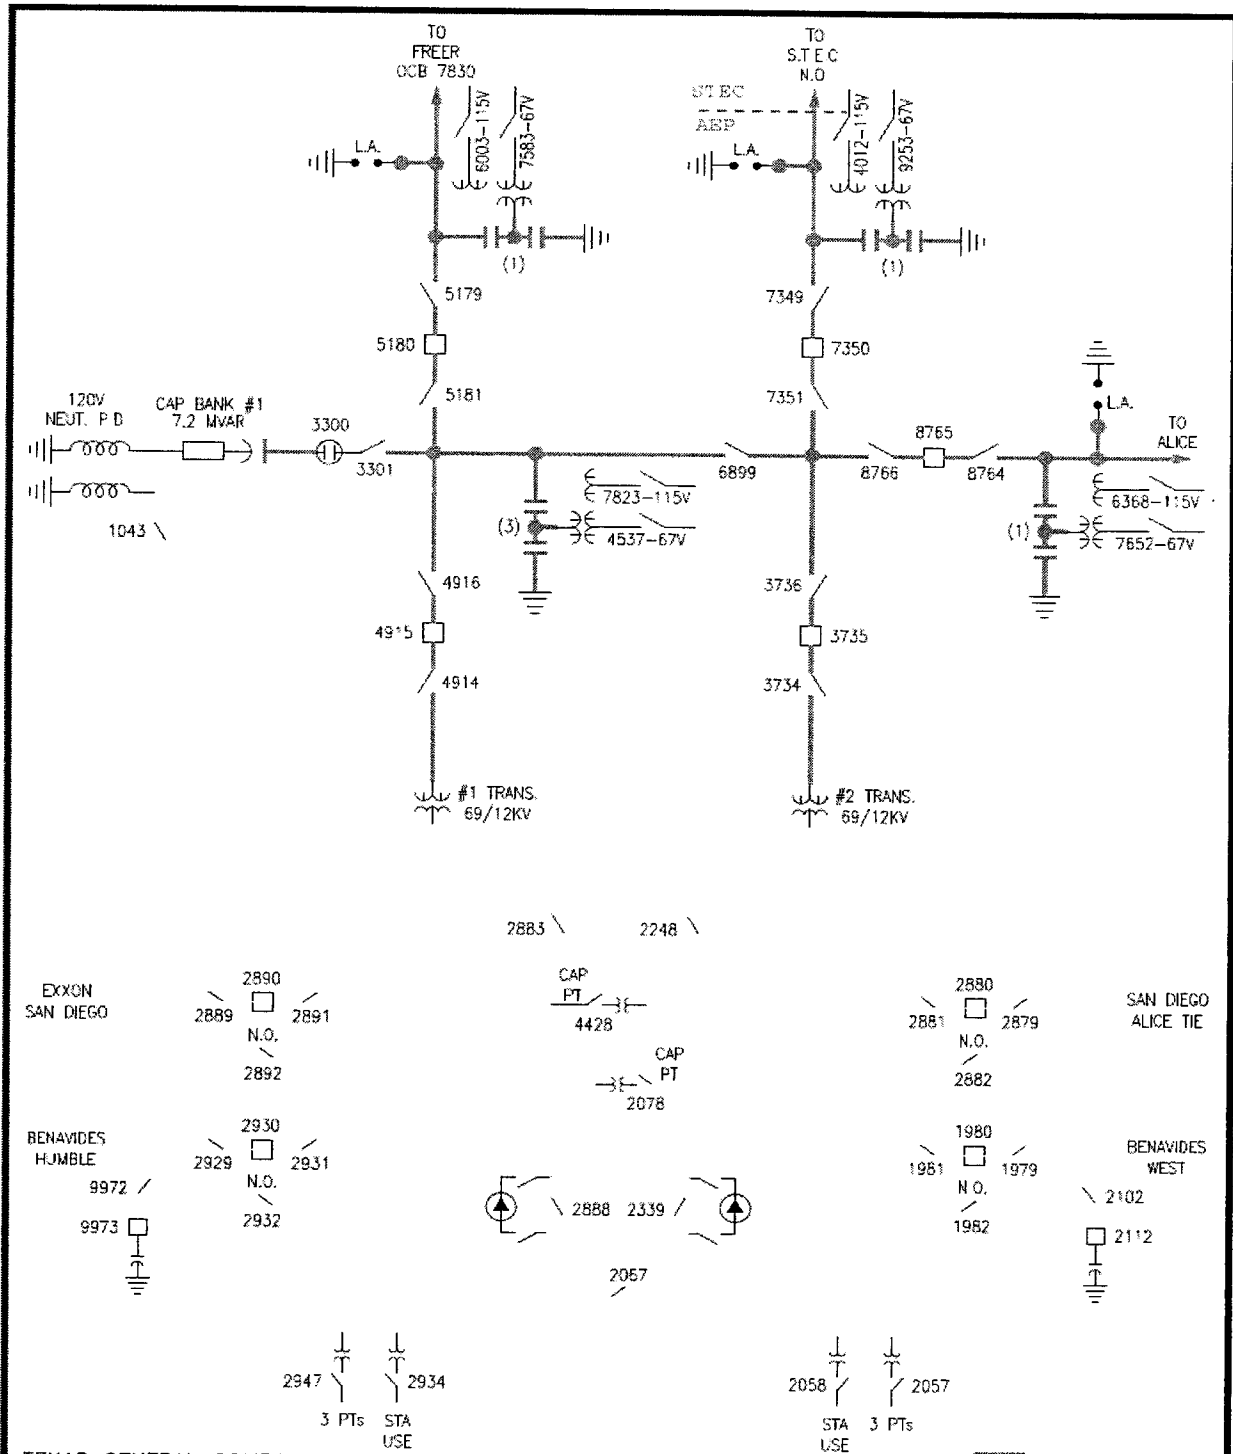 TO
FREER
OCB 7830
6003-115V
7583-67V
L.A.
(1)
5179
5180
5181
TO
S.T.E.C
N.O
STEC
AEP
4012-115V
9253-67V
L.A.
(1)
7349
7350
7351
120V
NEUT. P D
CAP BANK #1
7.2 MVAR
3300
3301
1043
6899
8766
8765
8764
L.A.
TO
ALICE
7823-115V
4537-67V
(3)
6368-115V
7652-67V
(1)
4916
4915
4914
3736
3735
3734
#1 TRANS.
69/12KV
#2 TRANS.
69/12KV
2883
2248
EXXON
SAN DIEGO
2890
2889
2891
N.O.
2892
CAP
PT
4428
CAP
PT
2078
2880
2881
2879
N.O.
2882
SAN DIEGO
ALICE TIE
BENAVIDES
HUMBLE
2930
2929
2931
N.O.
2932
9972
9973
2888
2339
2067
1980
1981
1979
N O.
1982
BENAVIDES
WEST
2102
2112
2947
2934
3 PTs
STA
USE
2058
2057
STA
USE
3 PTs